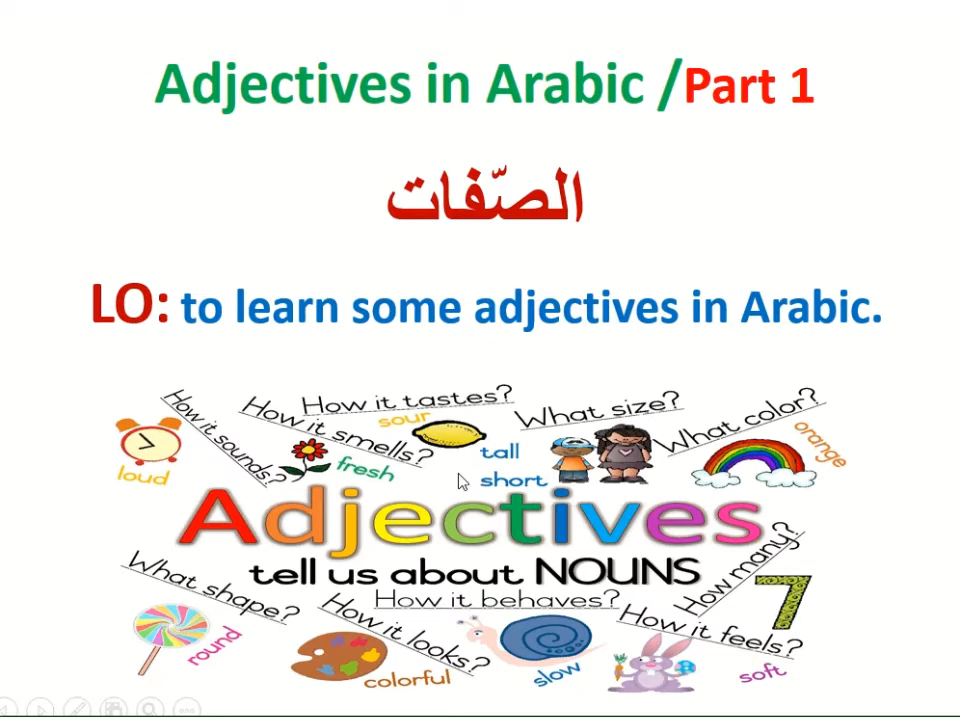 Adjectives in Arabic /Part 1
الصّفات
LO: to learn some adjectives in Arabic.
How it sounds?
loud
How it smells?
fresh
How it tastes?
sour
What size?
tall
short
What color?
orange
Adjectives
tell us about NOUNS
What shape?
round
How it looks?
colorful
How it behaves?
slow
How it feels?
soft
How many?
7